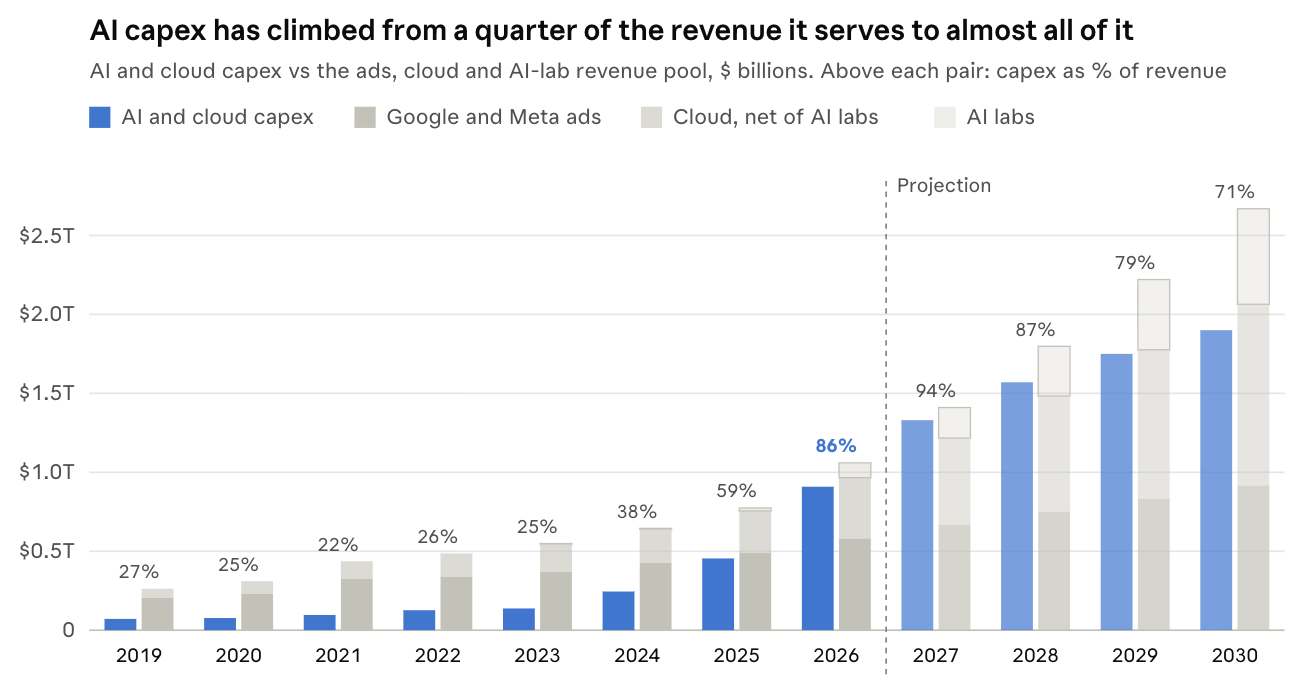 AI capex has climbed from a quarter of the revenue it serves to almost all of it
AI and cloud capex vs the ads, cloud and AI-lab revenue pool, $ billions. Above each pair: capex as % of revenue
AI and cloud capex
Google and Meta ads
Cloud, net of AI labs
AI labs
Projection
$2.5T
$2.0T
$1.5T
$1.0T
$0.5T
0
27%
25%
22%
26%
25%
38%
59%
86%
94%
87%
79%
71%
2019
2020
2021
2022
2023
2024
2025
2026
2027
2028
2029
2030